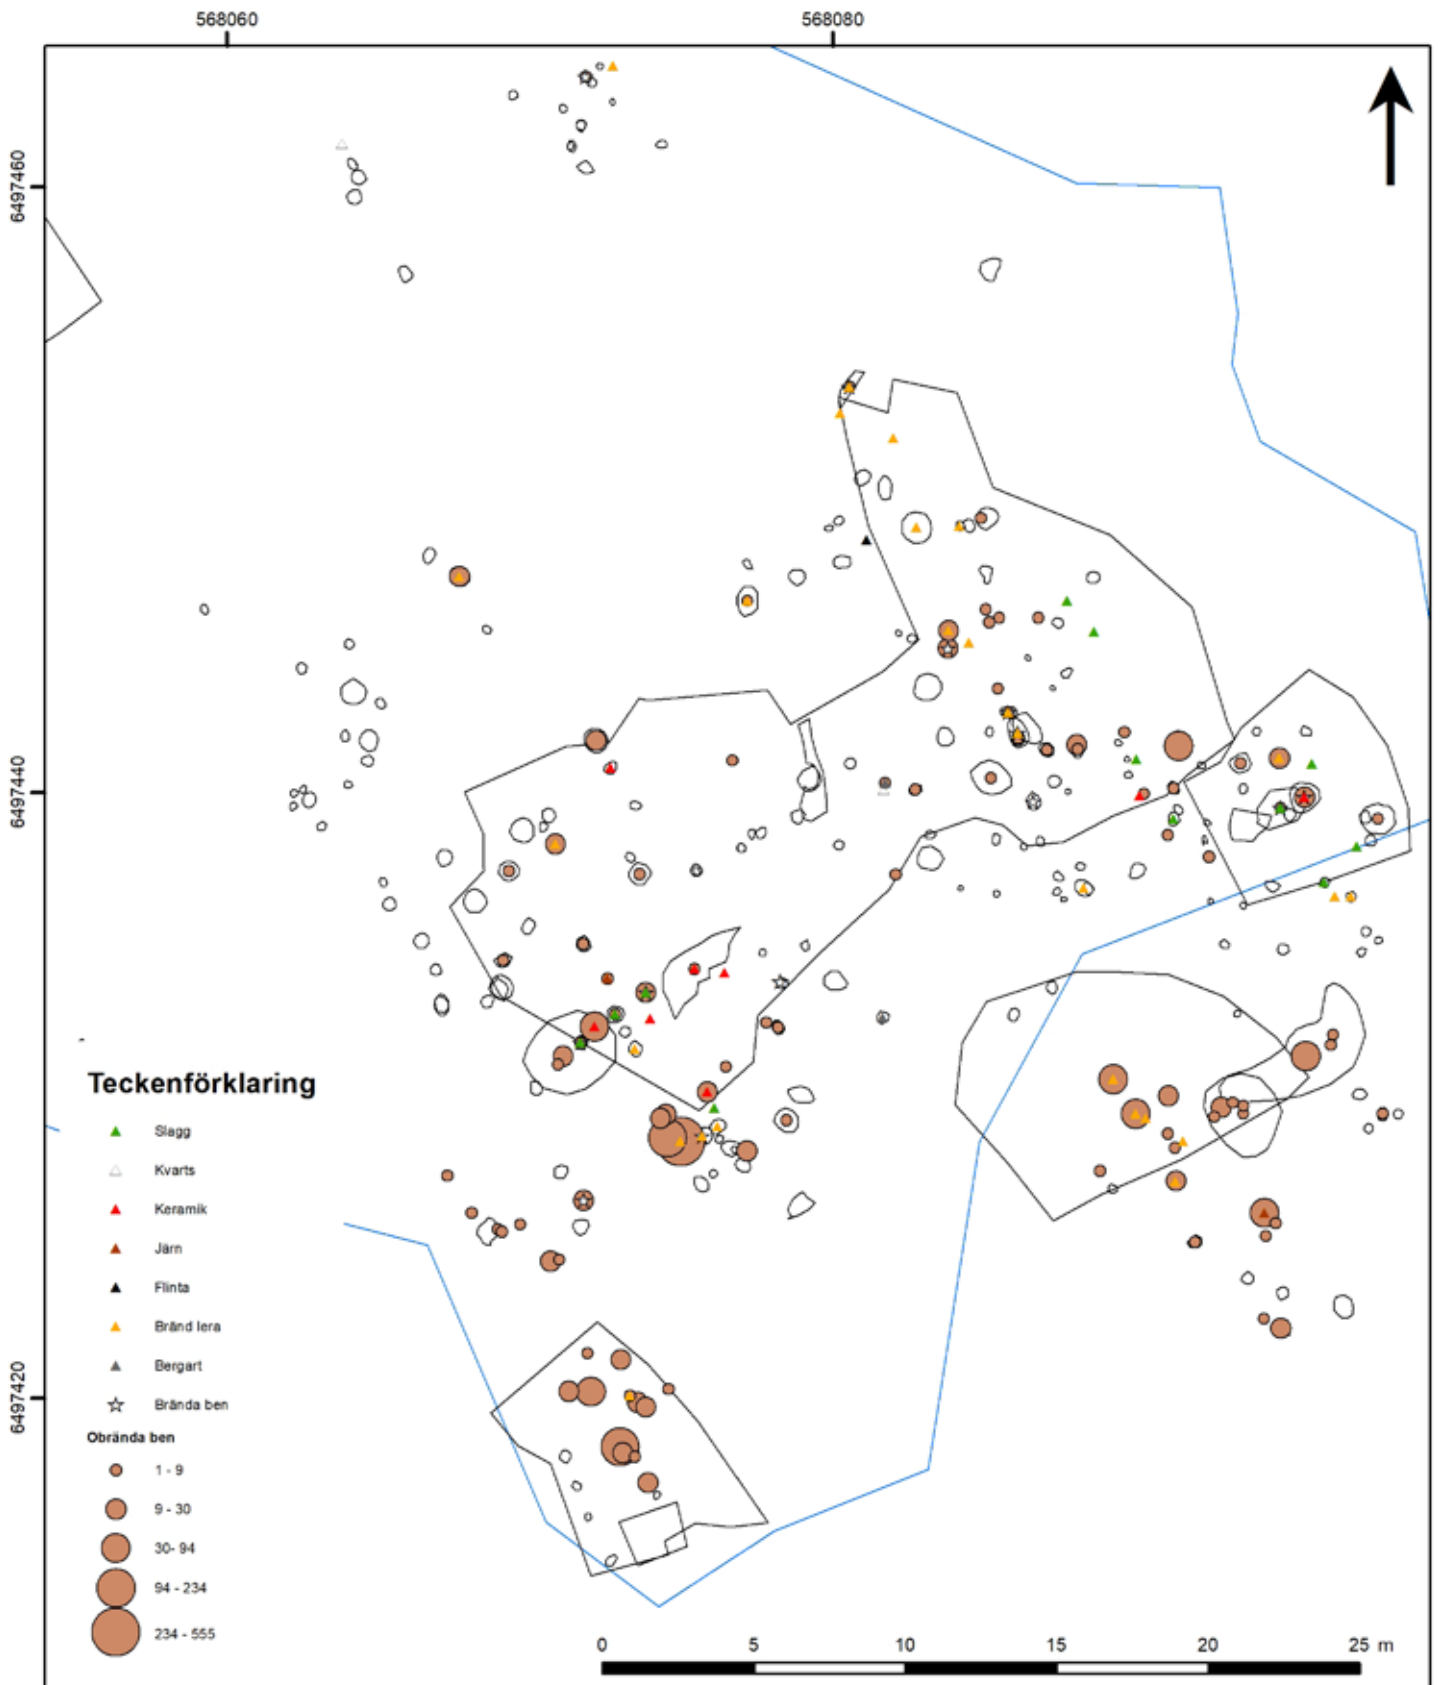 568060 568080
6497460
6497440
6497420
Teckenförklaring
Slagg
Kvarts
Keramik
Järn
Flinta
Bränd lera
Bergart
Brända ben
Obrända ben
1 - 9
9 - 30
30- 94
94 - 234
234 - 555
0 5 10 15 20 25 m